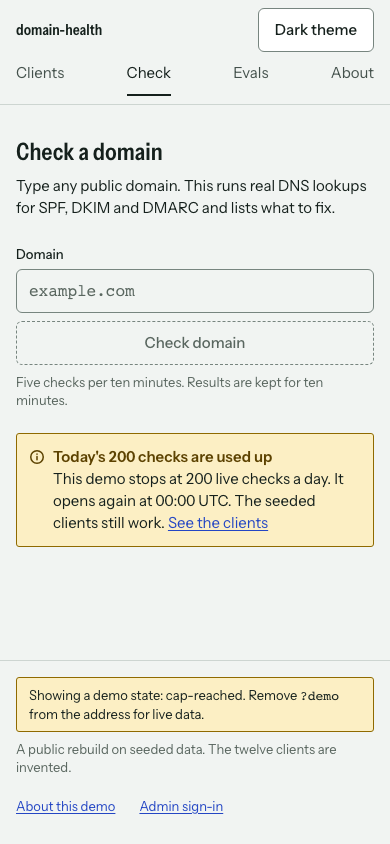 domain-health
Dark theme
Clients
Check
Evals
About
Check a domain
Type any public domain. This runs real DNS lookups
for SPF, DKIM and DMARC and lists what to fix.
Domain
example.com
Check domain
Five checks per ten minutes. Results are kept for ten
minutes.
Today's 200 checks are used up
This demo stops at 200 live checks a day. It
opens again at 00:00 UTC. The seeded
clients still work. See the clients
Showing a demo state: cap-reached. Remove ?demo
from the address for live data.
A public rebuild on seeded data. The twelve clients are
invented.
About this demo
Admin sign-in